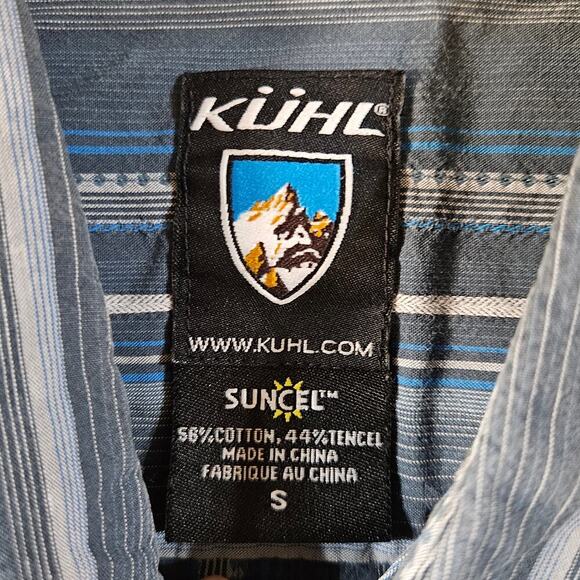 KÜHL®
WWW.KUHL.COM
SUNCEL™
56%COTTON, 44%TENCEL
MADE IN CHINA
FABRIQUE AU CHINA
S